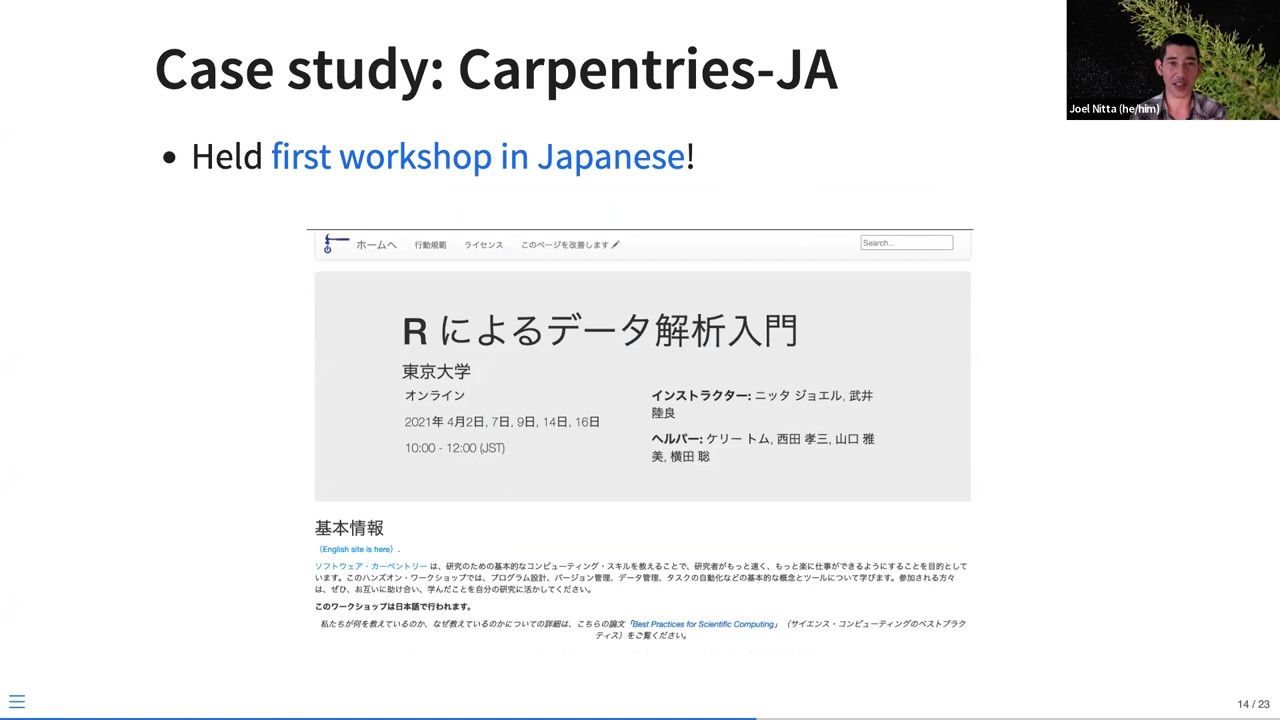 Case study: Carpentries-JA
Joel Nitta (he/him)
• Held first workshop in Japanese!
ホームへ 行動規範 ライセンス このページを改善します Search...
R によるデータ解析入門
東京大学
オンライン
2021年 4月2日, 7日, 9日, 14日, 16日
10:00 - 12:00 (JST)
インストラクター: ニッタ ジョエル, 武井
陸良
ヘルパー: ケリー トム, 西田 孝三, 山口 雅
美, 横田 聡
基本情報
（English site is here）.
ソフトウェア・カーペントリー は、研究のための基本的なコンピューティング・スキルを教えることで、研究者がもっと速く、もっと楽に仕事ができるようにすることを目的として
います。このハンズオン・ワークショップでは、プログラム設計、バージョン管理、データ管理、タスクの自動化などの基本的な概念とツールについて学びます。参加される方々
は、ぜひ、お互いに助け合い、学んだことを自分の研究に活かしてください。
このワークショップは日本語で行われます。
私たちが何を教えているのか、なぜ教えているのかについての詳細は、こちらの論文「Best Practices for Scientific Computing」（サイエンス・コンピューティングのベストプラク
ティス）をご覧ください。
14 / 23